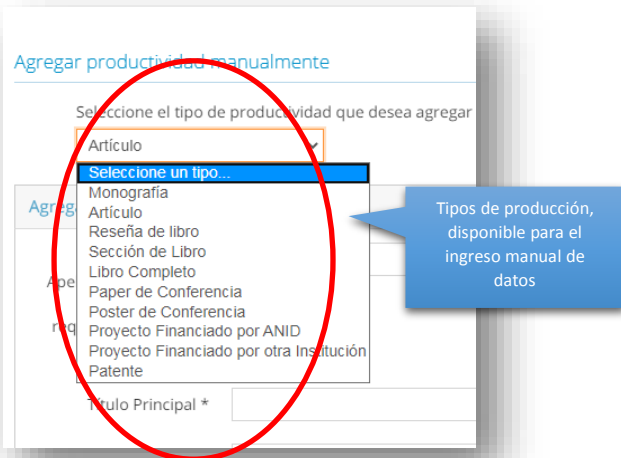 Agregar productividad manualmente
Seleccione el tipo de productividad que desea agregar
Artículo
Seleccione un tipo...
Monografía
Artículo
Reseña de libro
Sección de Libro
Libro Completo
Paper de Conferencia
Poster de Conferencia
Proyecto Financiado por ANID
Proyecto Financiado por otra Institución
Patente
Título Principal *
Tipos de producción,
disponible para el
ingreso manual de
datos